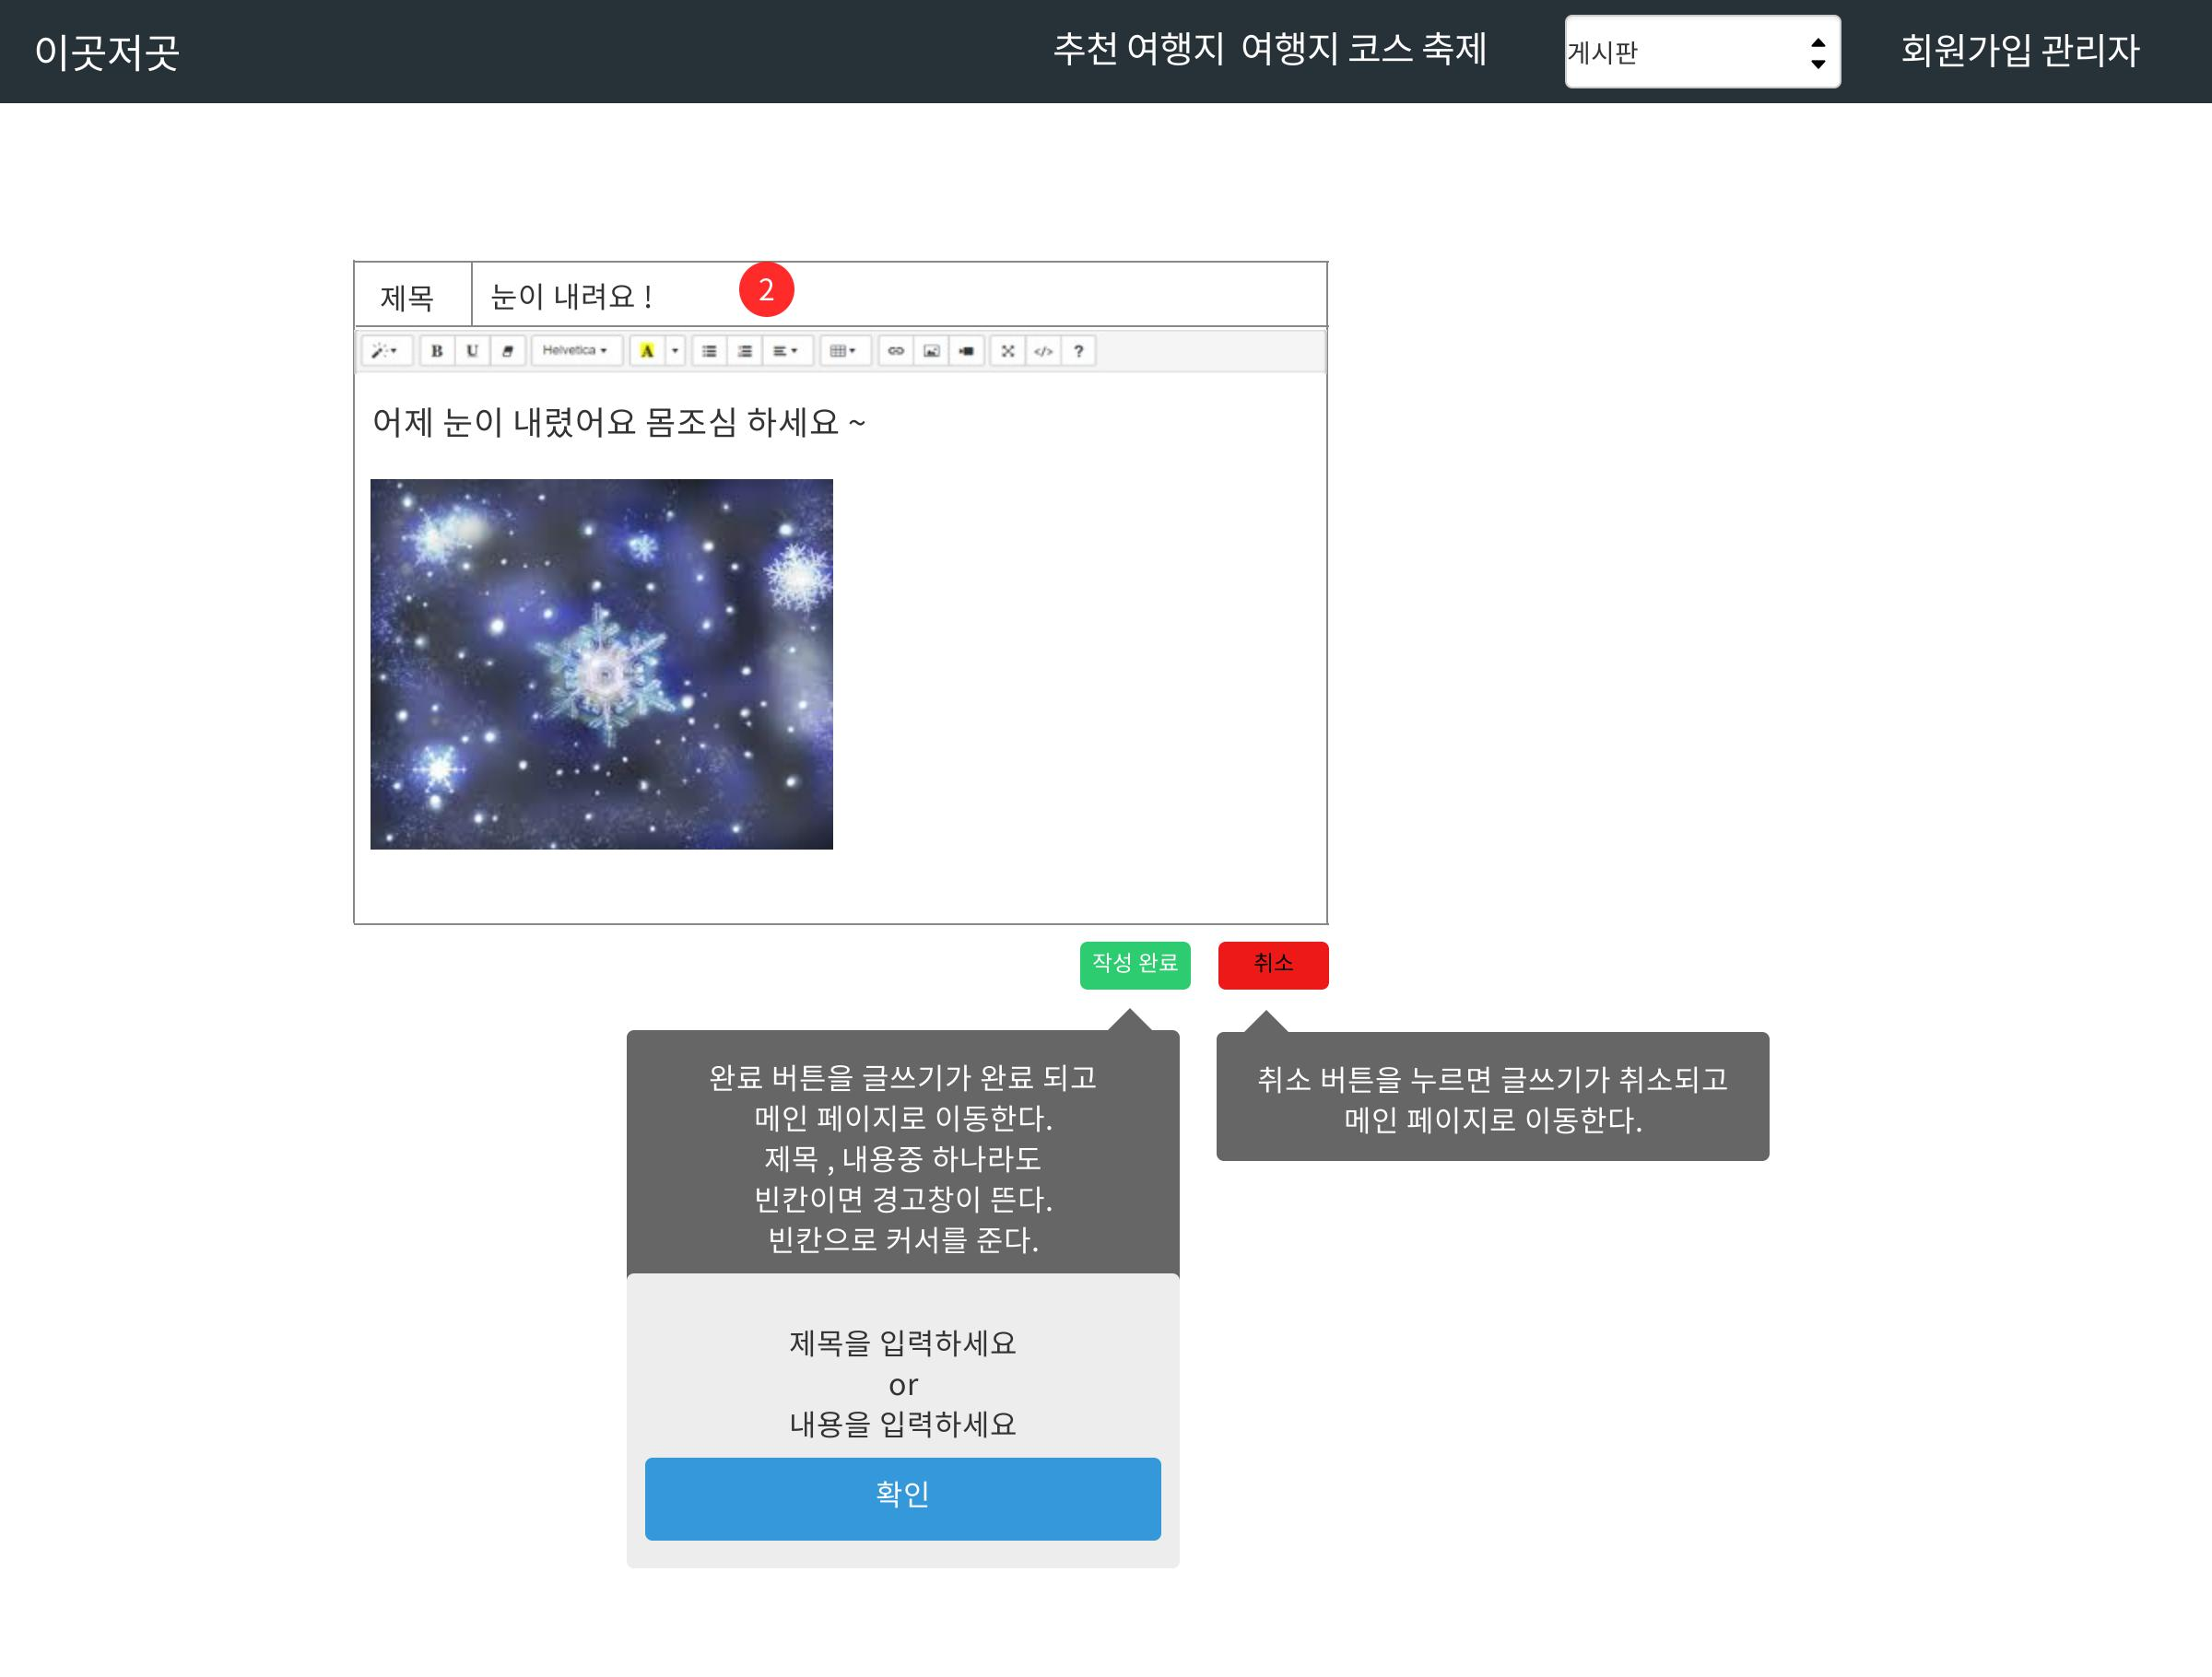 이곳저곳
추천 여행지 여행지 코스 축제
게시판
회원가입 관리자
제목
눈이 내려요 !
2
B U Helvetica A </> ?
어제 눈이 내렸어요 몸조심 하세요 ~
작성 완료
취소
완료 버튼을 글쓰기가 완료 되고
메인 페이지로 이동한다.
제목 , 내용중 하나라도
빈칸이면 경고창이 뜬다.
빈칸으로 커서를 준다.
취소 버튼을 누르면 글쓰기가 취소되고
메인 페이지로 이동한다.
제목을 입력하세요
or
내용을 입력하세요
확인